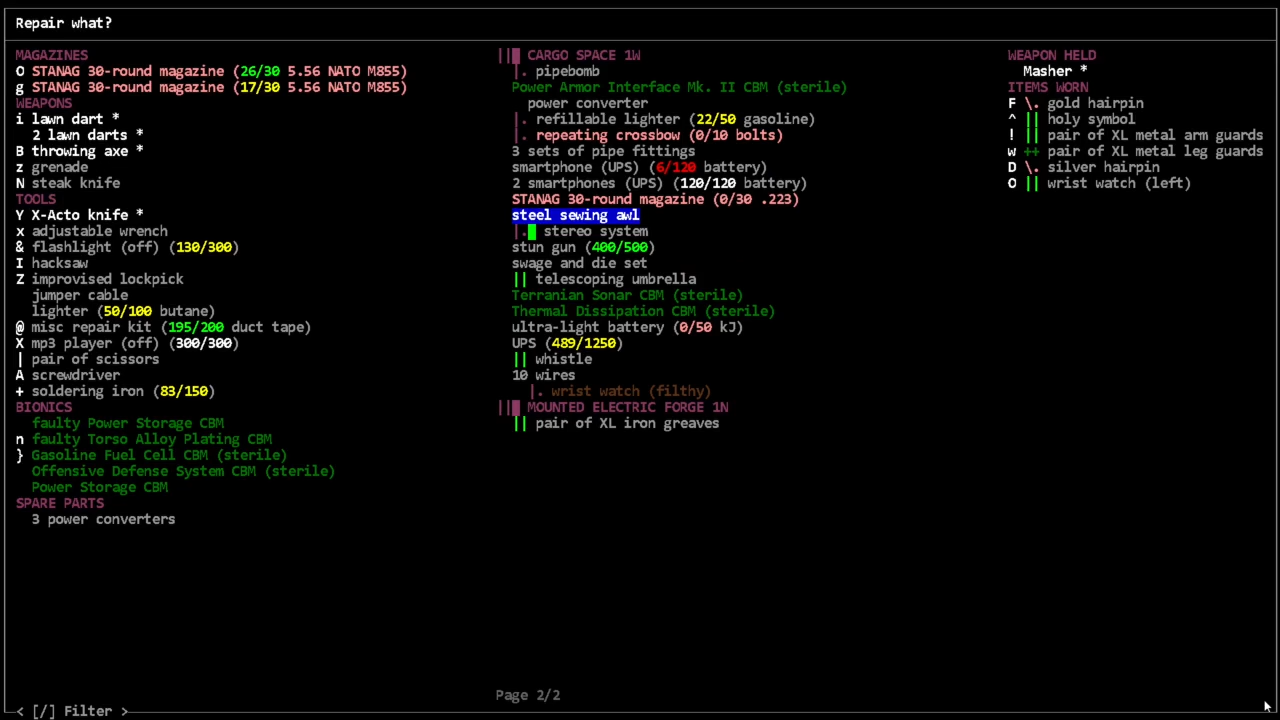 Repair what?
MAGAZINES
O STANAG 30-round magazine (26/30 5.56 NATO M855)
g STANAG 30-round magazine (17/30 5.56 NATO M855)
WEAPONS
i lawn dart *
2 lawn darts *
B throwing axe *
z grenade
N steak knife
TOOLS
Y X-Acto knife *
x adjustable wrench
& flashlight (off) (130/300)
I hacksaw
Z improvised lockpick
jumper cable
lighter (50/100 butane)
@ misc repair kit (195/200 duct tape)
X mp3 player (off) (300/300)
| pair of scissors
A screwdriver
+ soldering iron (83/150)
BIONICS
faulty Power Storage CBM
n faulty Torso Alloy Plating CBM
} Gasoline Fuel Cell CBM (sterile)
Offensive Defense System CBM (sterile)
Power Storage CBM
SPARE PARTS
3 power converters
||█ CARGO SPACE 1W
|. pipebomb
Power Armor Interface Mk. II CBM (sterile)
power converter
|. refillable lighter (22/50 gasoline)
|. repeating crossbow (0/10 bolts)
3 sets of pipe fittings
smartphone (UPS) (6/120 battery)
2 smartphones (UPS) (120/120 battery)
STANAG 30-round magazine (0/30 .223)
steel sewing awl
|.█ stereo system
stun gun (400/500)
swage and die set
|| telescoping umbrella
Terranian Sonar CBM (sterile)
Thermal Dissipation CBM (sterile)
ultra-light battery (0/50 kJ)
UPS (489/1250)
|| whistle
10 wires
|. wrist watch (filthy)
||█ MOUNTED ELECTRIC FORGE 1N
|| pair of XL iron greaves
WEAPON HELD
Masher *
ITEMS WORN
F \. gold hairpin
^ || holy symbol
! || pair of XL metal arm guards
w ++ pair of XL metal leg guards
D \. silver hairpin
O || wrist watch (left)
Page 2/2
< [/] Filter >